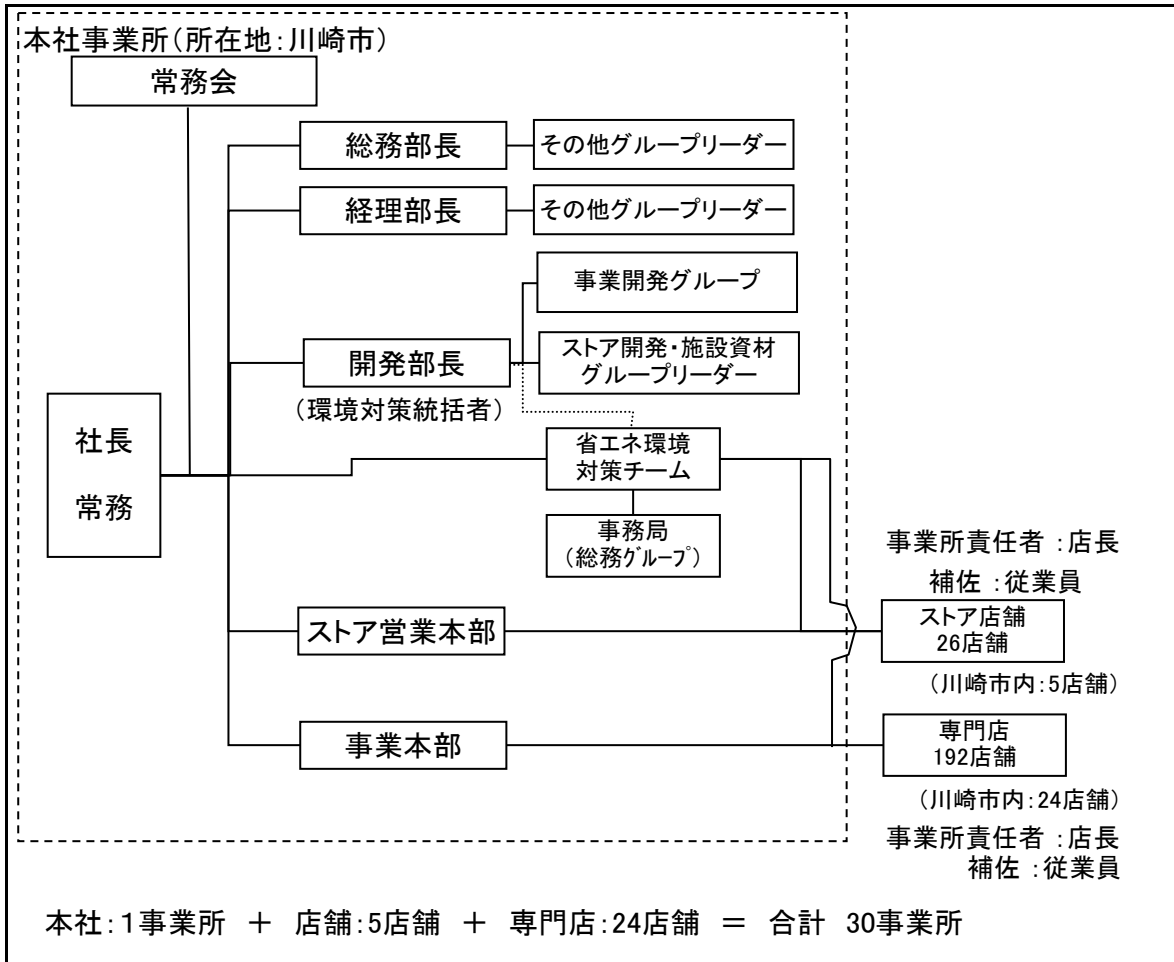 本社事業所(所在地:川崎市)
常務会
総務部長
その他グループリーダー
経理部長
その他グループリーダー
事業開発グループ
開発部長
(環境対策統括者)
ストア開発・施設資材
グループリーダー
社長
常務
省エネ環境
対策チーム
事務局
(総務グループ)
事業所責任者:店長
補佐:従業員
ストア営業本部
ストア店舗
26店舗
(川崎市内:5店舗)
事業本部
専門店
192店舗
(川崎市内:24店舗)
事業所責任者:店長
補佐:従業員
本社:1事業所 + 店舗:5店舗 + 専門店:24店舗 = 合計 30事業所